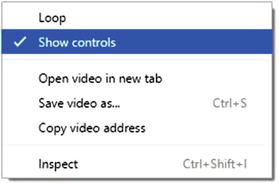 Loop
✓ Show controls
Open video in new tab
Save video as... Ctrl+S
Copy video address
Inspect Ctrl+Shift+I